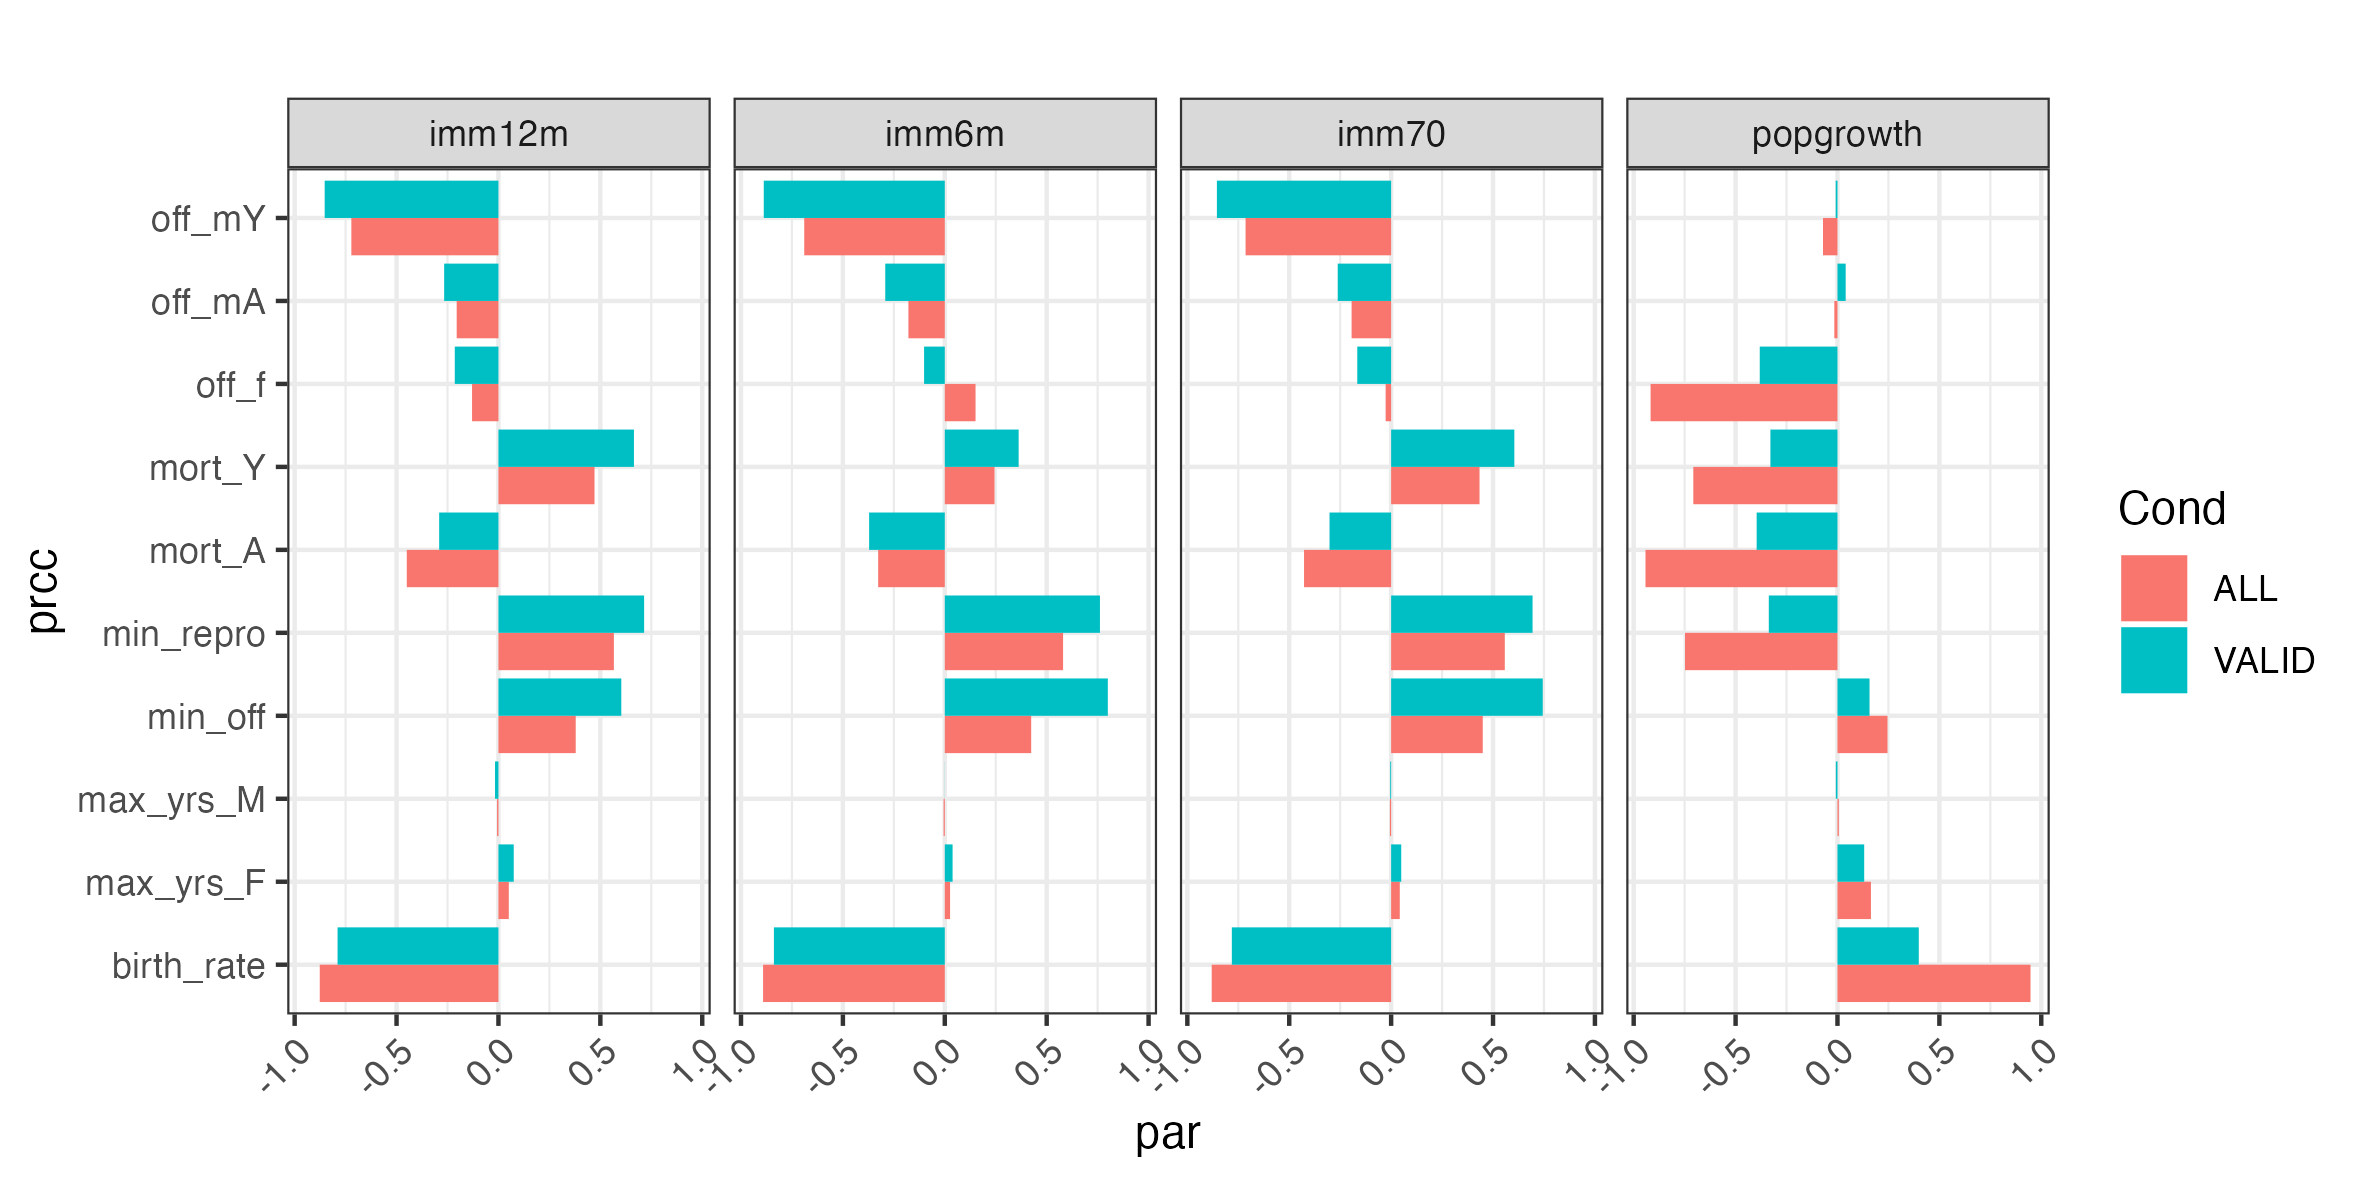 imm12m imm6m imm70 popgrowth
off_mY
off_mA
off_f
mort_Y
mort_A
min_repro
min_off
max_yrs_M
max_yrs_F
birth_rate
prcc
-1.0 -0.5 0.0 0.5 1.0 -1.0 -0.5 0.0 0.5 1.0 -1.0 -0.5 0.0 0.5 1.0 -1.0 -0.5 0.0 0.5 1.0
par
Cond
ALL
VALID